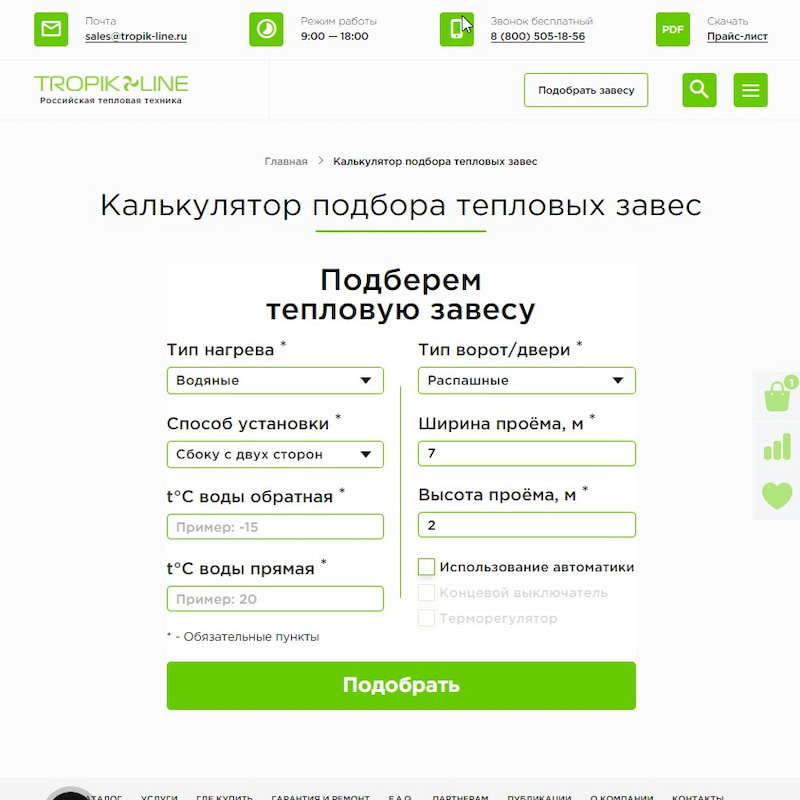 Почта
sales@tropik-line.ru
Режим работы
9:00 — 18:00
Звонок бесплатный
8 (800) 505-18-56
PDF
Скачать
Прайс-лист
TROPIK LINE
Российская тепловая техника
Подобрать завесу
Главная > Калькулятор подбора тепловых завес
Калькулятор подбора тепловых завес
Подберем
тепловую завесу
Тип нагрева *
Водяные
Способ установки *
Сбоку с двух сторон
t°C воды обратная *
Пример: -15
t°C воды прямая *
Пример: 20
* - Обязательные пункты
Тип ворот/двери *
Распашные
Ширина проёма, м *
7
Высота проёма, м *
2
Использование автоматики
Концевой выключатель
Терморегулятор
Подобрать
1
УСЛУГИ ГДЕ КУПИТЬ ГАРАНТИЯ И РЕМОНТ F.A.Q. ПАРТНЕРАМ ПУБЛИКАЦИИ О КОМПАНИИ КОНТАКТЫ